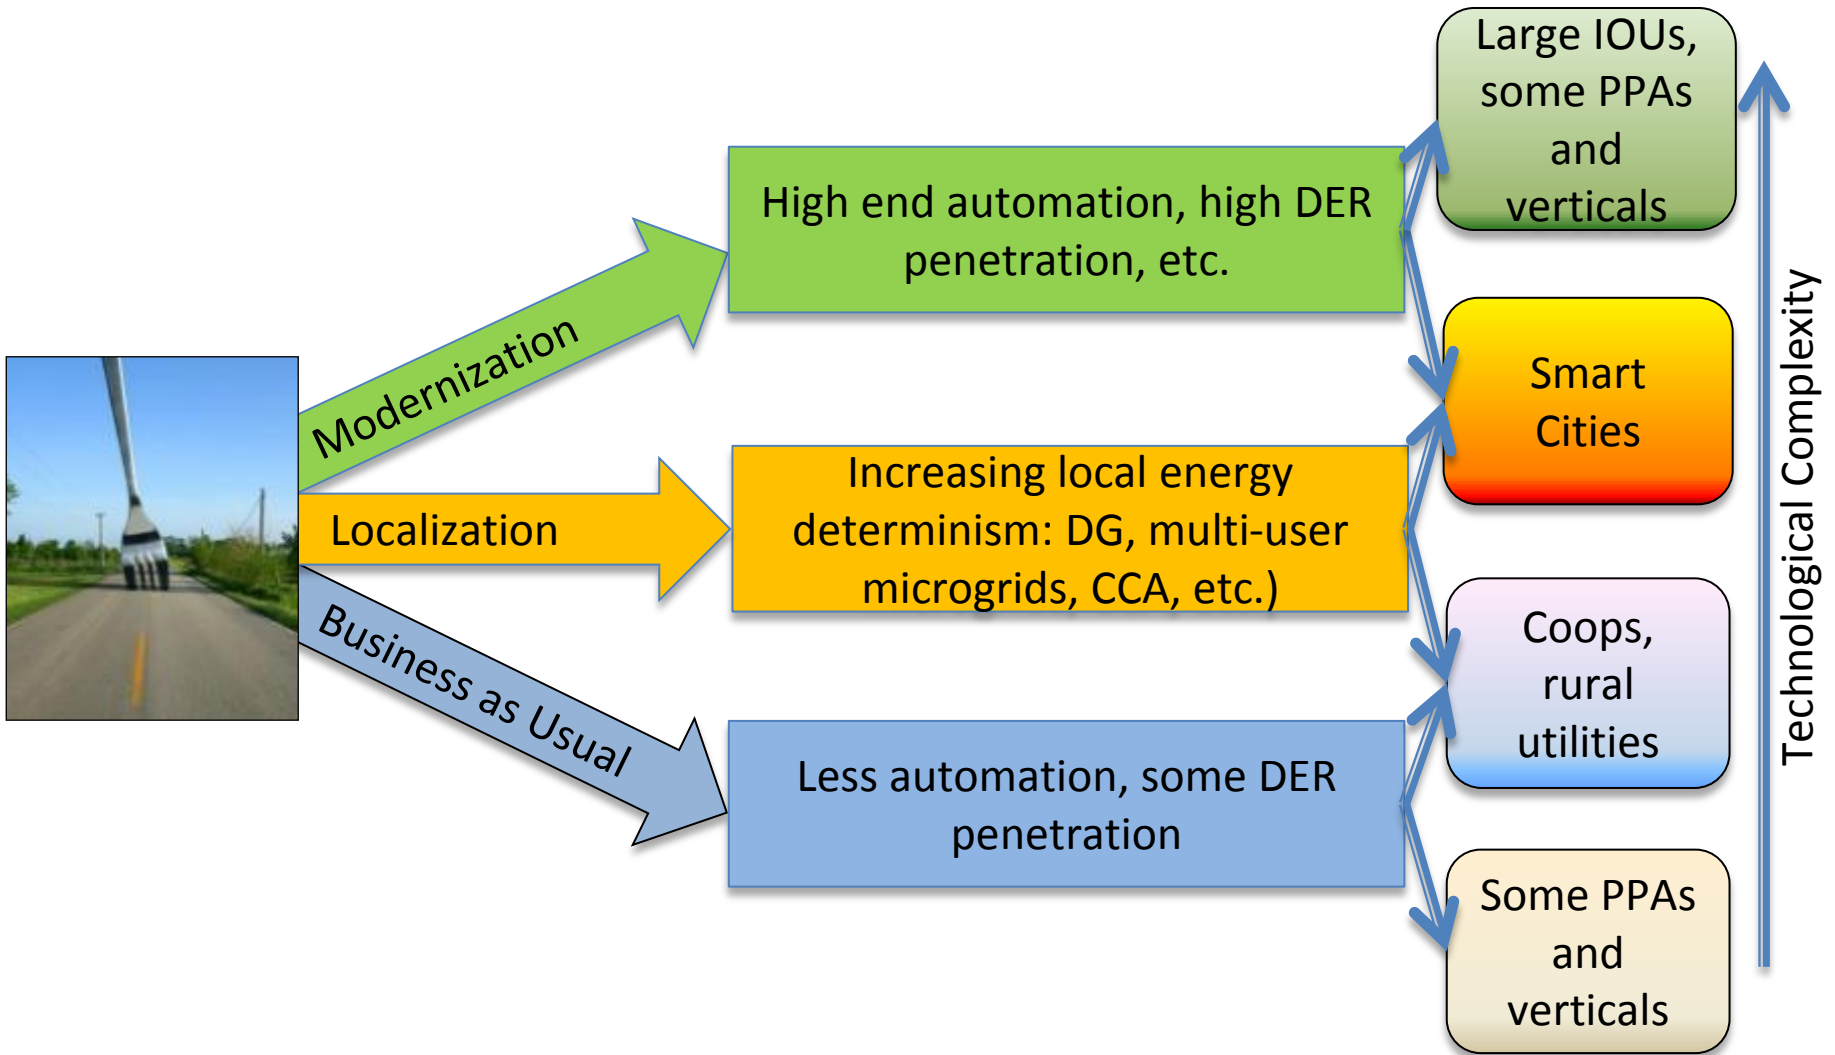 Large IOUs,
some PPAs
and
verticals
High end automation, high DER
penetration, etc.
Modernization
Smart
Cities
Increasing local energy
determinism: DG, multi-user
microgrids, CCA, etc.)
Localization
Coops,
rural
utilities
Business as Usual
Less automation, some DER
penetration
Some PPAs
and
verticals
Technological Complexity